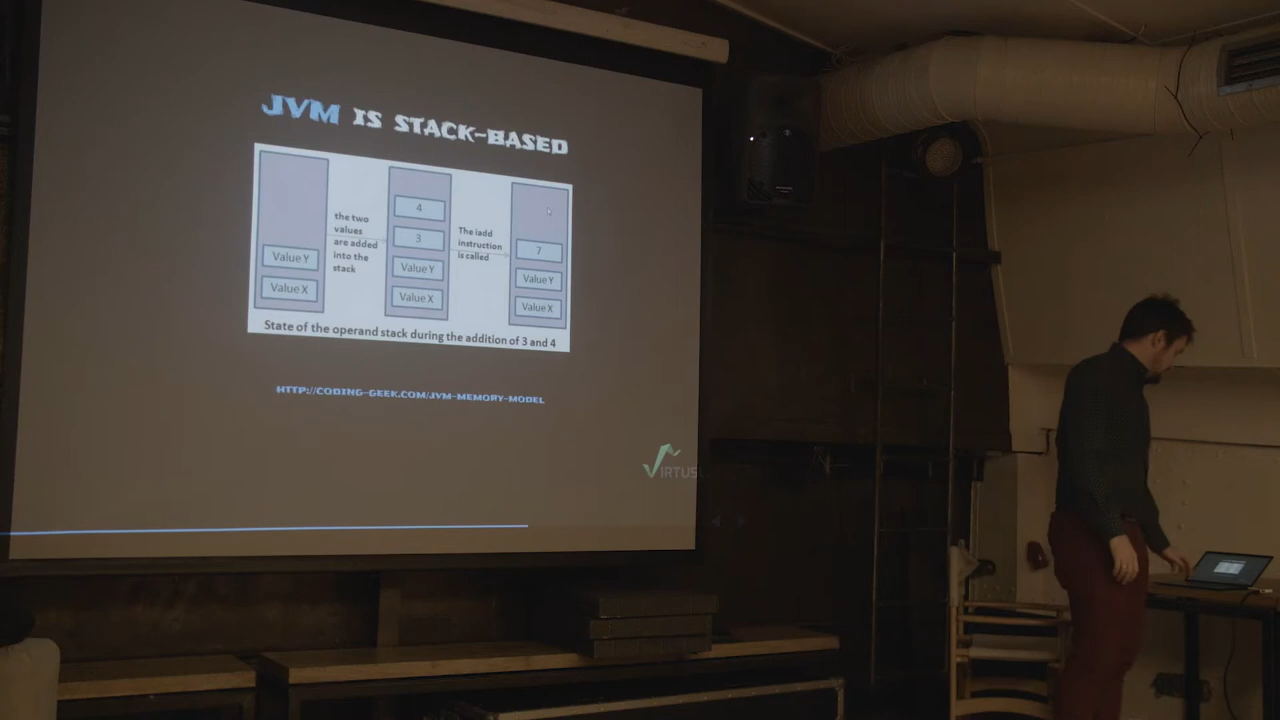 JVM IS STACK-BASED
the two
values
are added
into the
stack
Value Y
Value X
4
3
Value Y
Value X
The iadd
instruction
is called
7
Value Y
Value X
State of the operand stack during the addition of 3 and 4
HTTP://CODING-GEEK.COM/JVM-MEMORY-MODEL